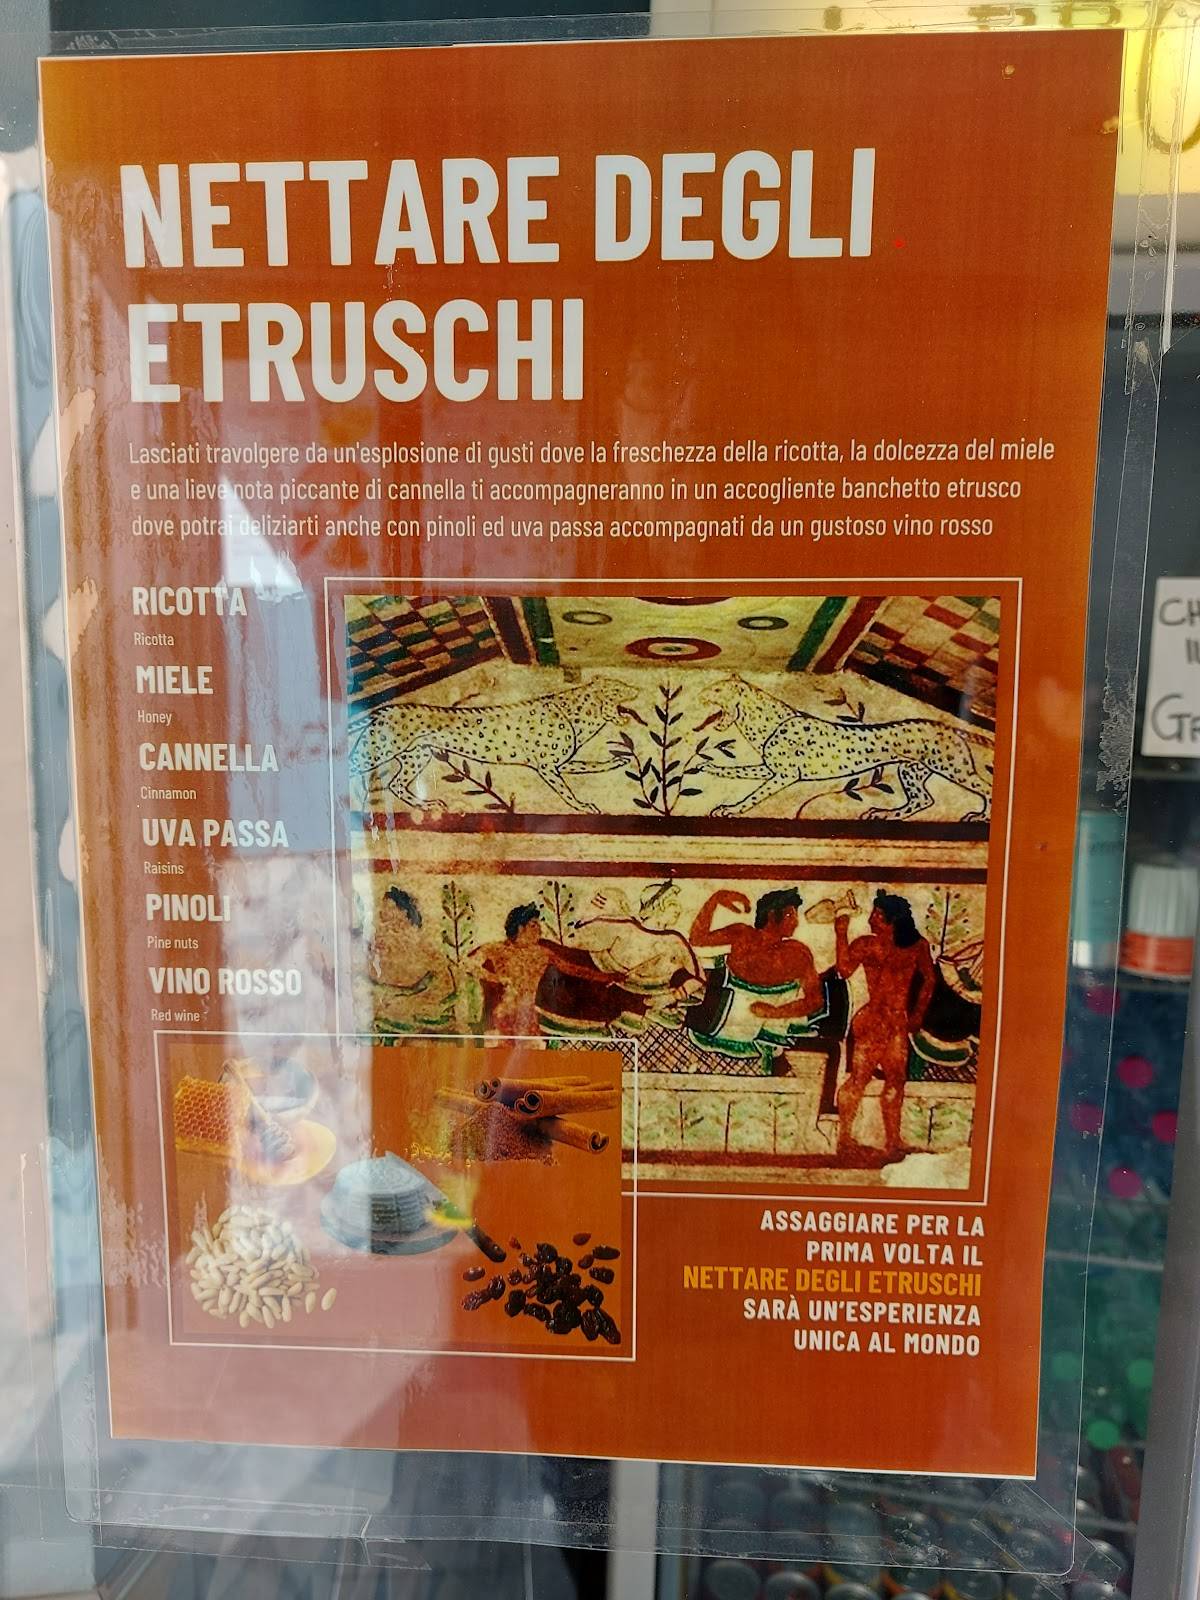 NETTARE DEGLI
ETRUSCHI
Lasciati travolgere da un'esplosione di gusti dove la freschezza della ricotta, la dolcezza del miele
e una lieve nota piccante di cannella ti accompagneranno in un accogliente banchetto etrusco
dove potrai deliziarti anche con pinoli ed uva passa accompagnati da un gustoso vino rosso
RICOTTA
Ricotta
MIELE
Honey
CANNELLA
Cinnamon
UVA PASSA
Raisins
PINOLI
Pine nuts
VINO ROSSO
Red wine
ASSAGGIARE PER LA
PRIMA VOLTA IL
NETTARE DEGLI ETRUSCHI
SARÀ UN'ESPERIENZA
UNICA AL MONDO